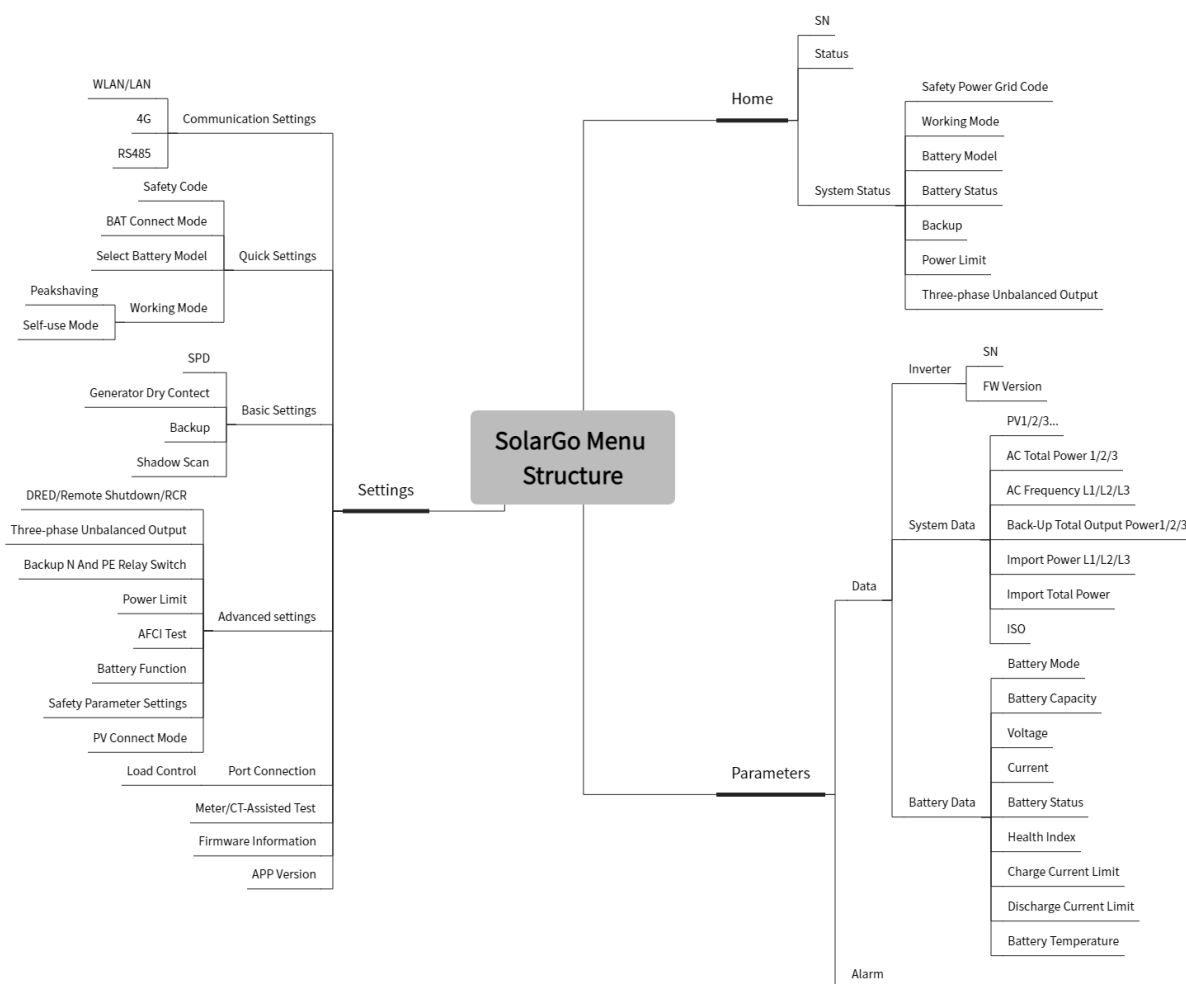 SolarGo Menu
Structure
Home
SN
Status
System Status
Safety Power Grid Code
Working Mode
Battery Model
Battery Status
Backup
Power Limit
Three-phase Unbalanced Output
Parameters
Data
Inverter
SN
FW Version
System Data
PV1/2/3...
AC Total Power 1/2/3
AC Frequency L1/L2/L3
Back-Up Total Output Power1/2/3
Import Power L1/L2/L3
Import Total Power
ISO
Battery Data
Battery Mode
Battery Capacity
Voltage
Current
Battery Status
Health Index
Charge Current Limit
Discharge Current Limit
Battery Temperature
Alarm
Settings
Communication Settings
WLAN/LAN
4G
RS485
Quick Settings
Safety Code
BAT Connect Mode
Select Battery Model
Working Mode
Peakshaving
Self-use Mode
Basic Settings
SPD
Generator Dry Contect
Backup
Shadow Scan
Advanced settings
DRED/Remote Shutdown/RCR
Three-phase Unbalanced Output
Backup N And PE Relay Switch
Power Limit
AFCI Test
Battery Function
Safety Parameter Settings
PV Connect Mode
Port Connection
Load Control
Meter/CT-Assisted Test
Firmware Information
APP Version